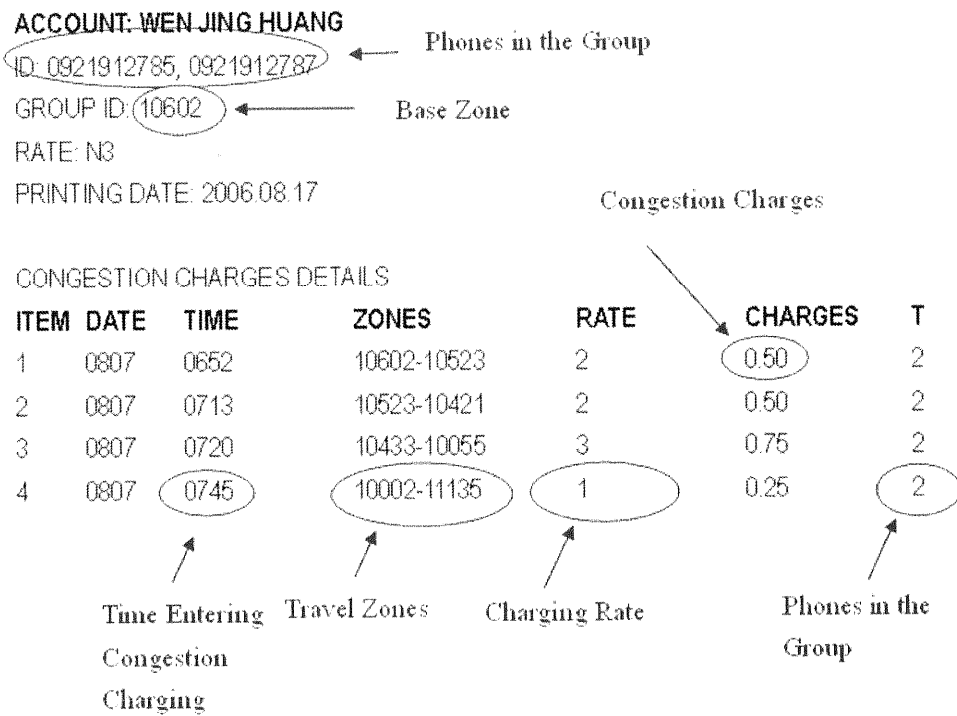 ACCOUNT: WEN JING HUANG
Phones in the Group
ID: 0921912785, 0921912787
GROUP ID: 10602
Base Zone
RATE: N3
PRINTING DATE: 2006.08.17
Congestion Charges
CONGESTION CHARGES DETAILS
ITEM DATE TIME ZONES RATE CHARGES T
1 0807 0652 10602-10523 2 0.50 2
2 0807 0713 10523-10421 2 0.50 2
3 0807 0720 10433-10055 3 0.75 2
4 0807 0745 10002-11135 1 0.25 2
Time Entering Congestion Charging
Travel Zones
Charging Rate
Phones in the Group